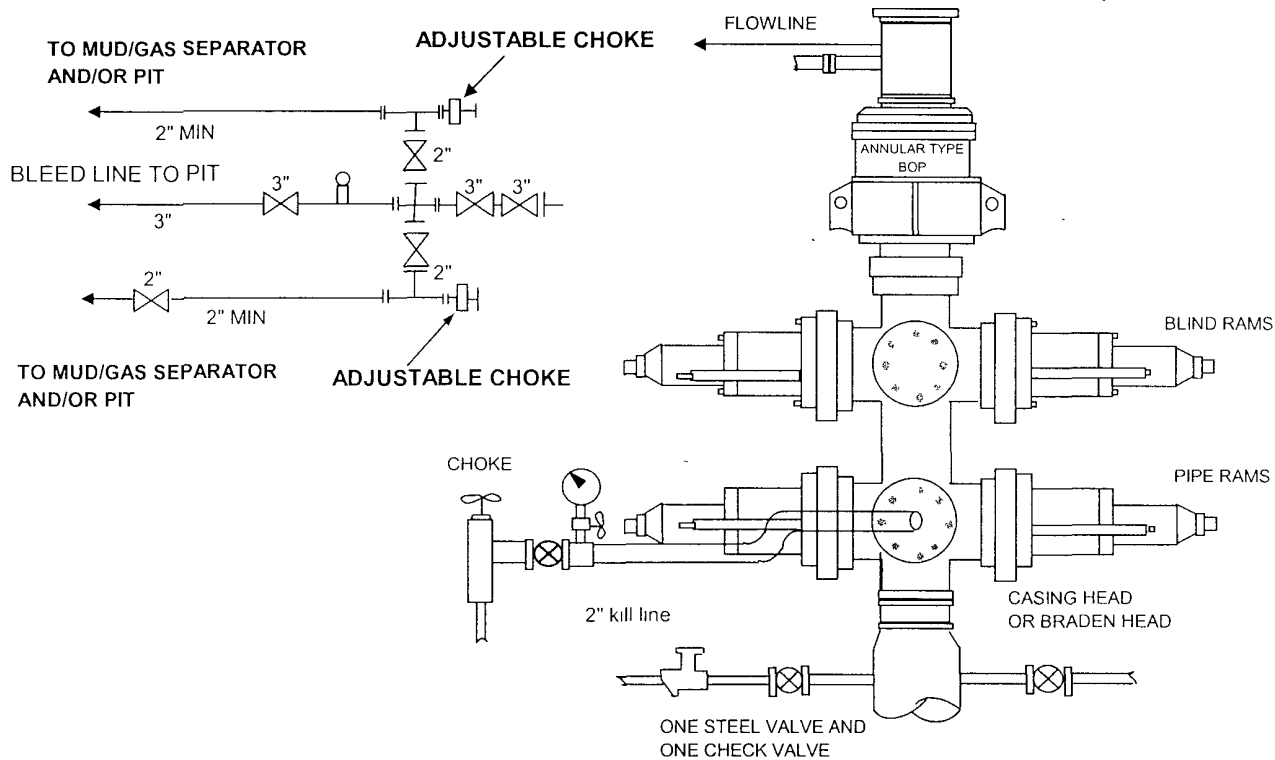 TO MUD/GAS SEPARATOR
AND/OR PIT
ADJUSTABLE CHOKE
2" MIN
2"
BLEED LINE TO PIT
3"
3"
3"
3"
2"
2"
2" MIN
TO MUD/GAS SEPARATOR
AND/OR PIT
ADJUSTABLE CHOKE
FLOWLINE
ANNULAR TYPE
BOP
BLIND RAMS
CHOKE
PIPE RAMS
2" kill line
CASING HEAD
OR BRADEN HEAD
ONE STEEL VALVE AND
ONE CHECK VALVE